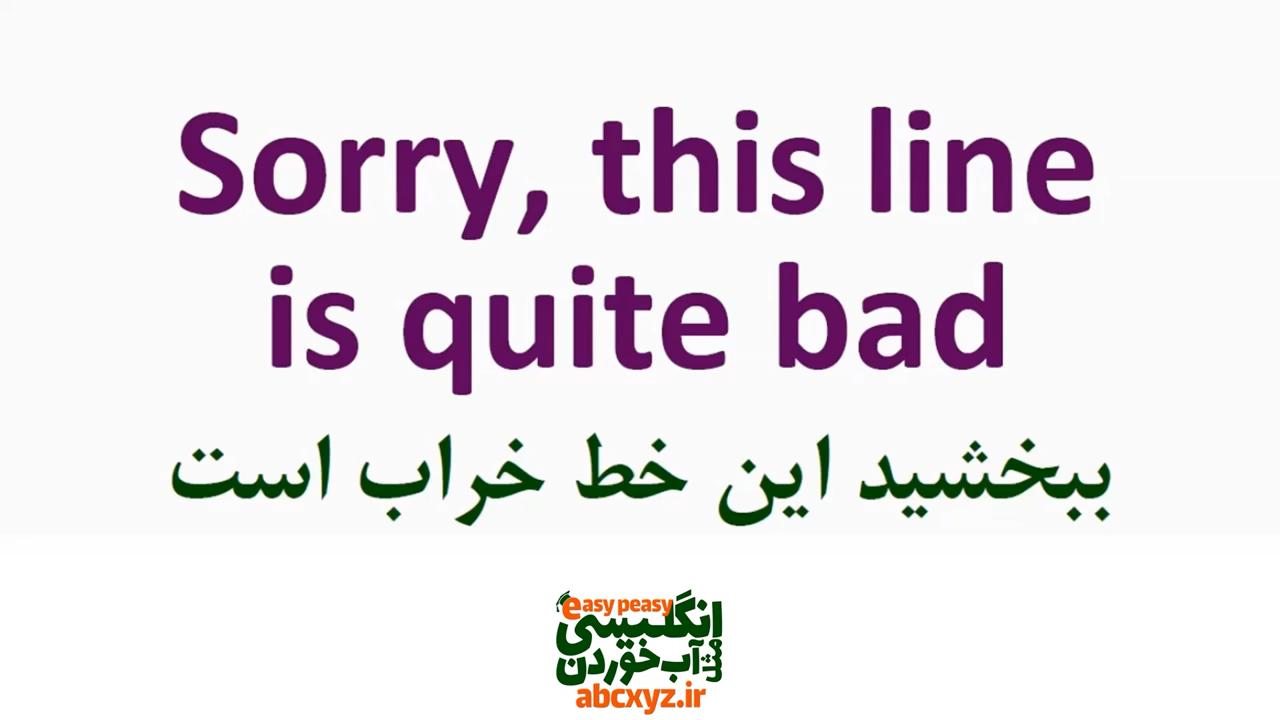 Sorry, this line
is quite bad
ببخشید این خط خراب است
easy peasy
انگلیسی
مثل آب خوردن
abcxyz.ir